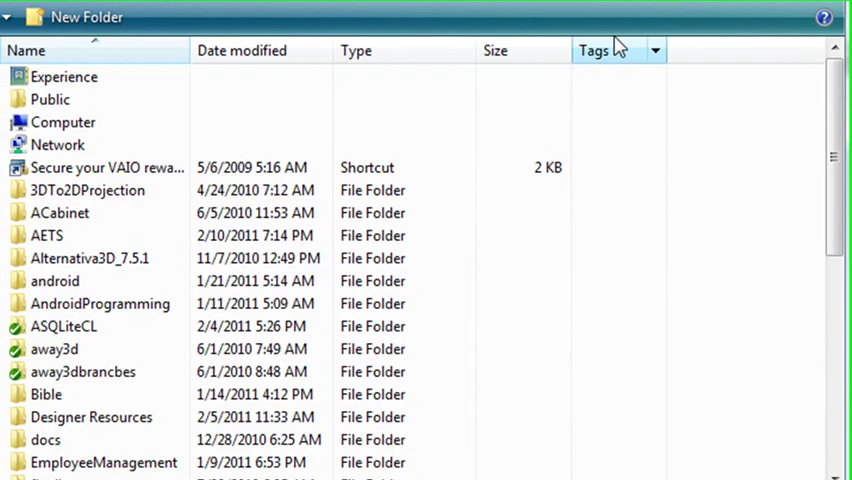 New Folder
Name Date modified Type Size Tags
Experience
Public
Computer
Network
Secure your VAIO rewa... 5/6/2009 5:16 AM Shortcut 2 KB
3DTo2DProjection 4/24/2010 7:12 AM File Folder
ACabinet 6/5/2010 11:53 AM File Folder
AETS 2/10/2011 7:14 PM File Folder
Alternativa3D_7.5.1 11/7/2010 12:49 PM File Folder
android 1/21/2011 5:14 AM File Folder
AndroidProgramming 1/11/2011 5:09 AM File Folder
ASQLiteCL 2/4/2011 5:26 PM File Folder
away3d 6/1/2010 7:49 AM File Folder
away3dbrancbes 6/1/2010 8:48 AM File Folder
Bible 1/14/2011 4:12 PM File Folder
Designer Resources 2/5/2011 11:33 AM File Folder
docs 12/28/2010 6:25 AM File Folder
EmployeeManagement 1/9/2011 6:53 PM File Folder